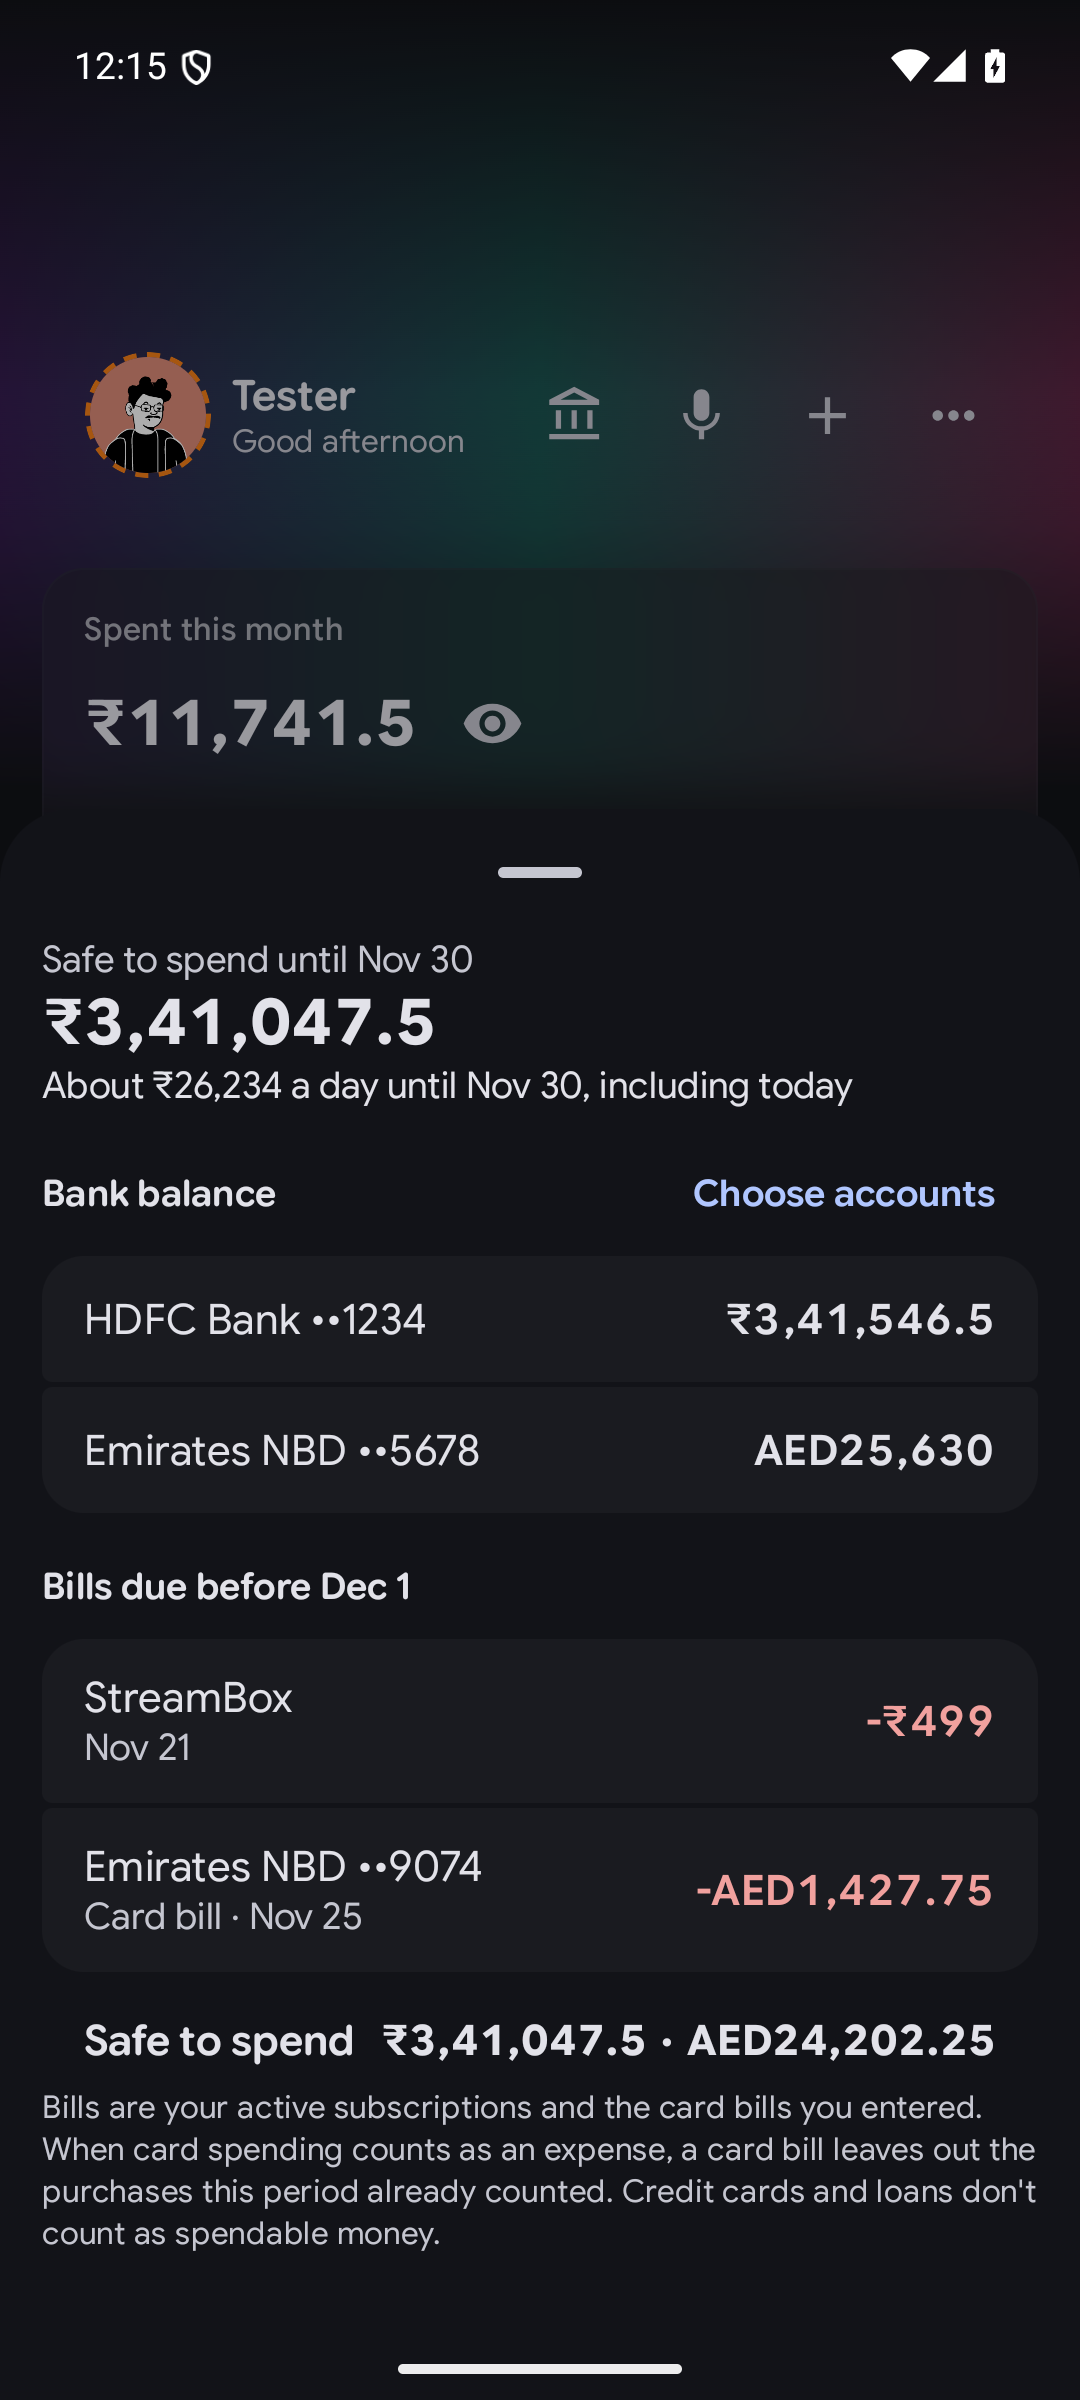 12:15
Tester
Good afternoon
Spent this month
₹11,741.5
Safe to spend until Nov 30
₹3,41,047.5
About ₹26,234 a day until Nov 30, including today
Bank balance Choose accounts
HDFC Bank ••1234 ₹3,41,546.5
Emirates NBD ••5678 AED25,630
Bills due before Dec 1
StreamBox
Nov 21
-₹499
Emirates NBD ••9074
Card bill · Nov 25
-AED1,427.75
Safe to spend ₹3,41,047.5 · AED24,202.25
Bills are your active subscriptions and the card bills you entered.
When card spending counts as an expense, a card bill leaves out the
purchases this period already counted. Credit cards and loans don't
count as spendable money.